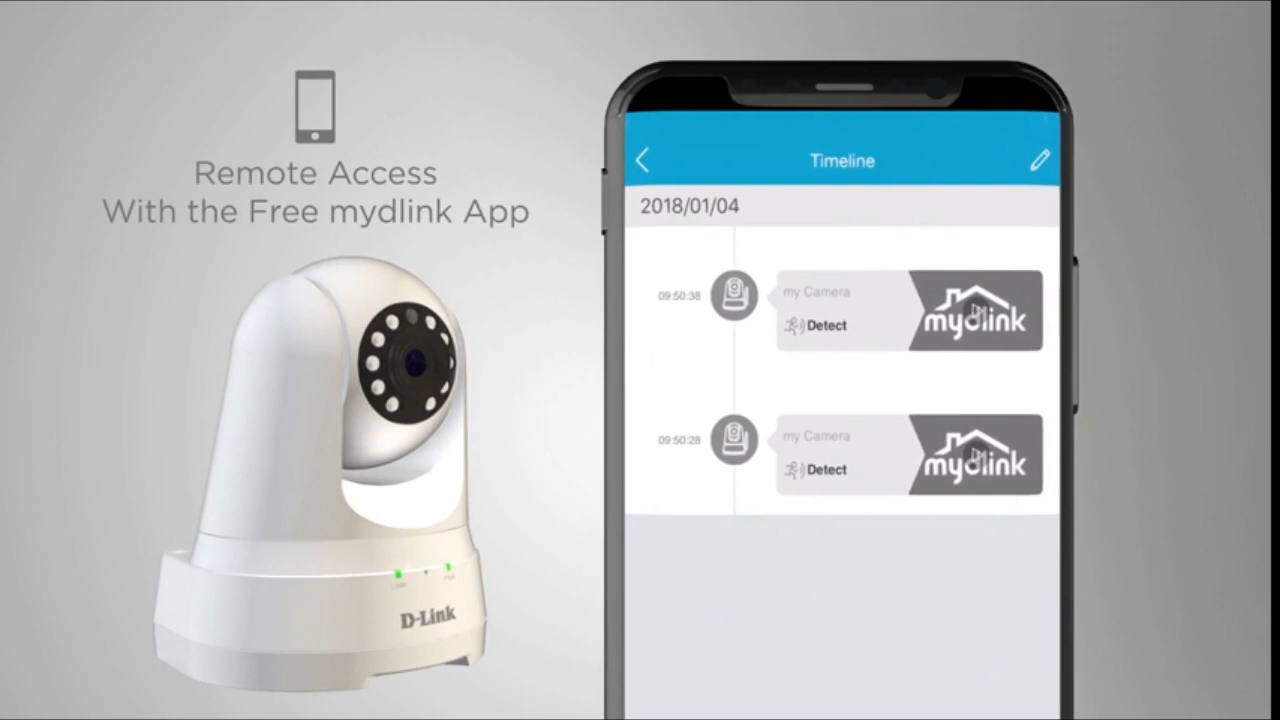 Remote Access
With the Free mydlink App
D-Link
Timeline
2018/01/04
09:50:38
my Camera
Detect
mydlink
09:50:28
my Camera
Detect
mydlink